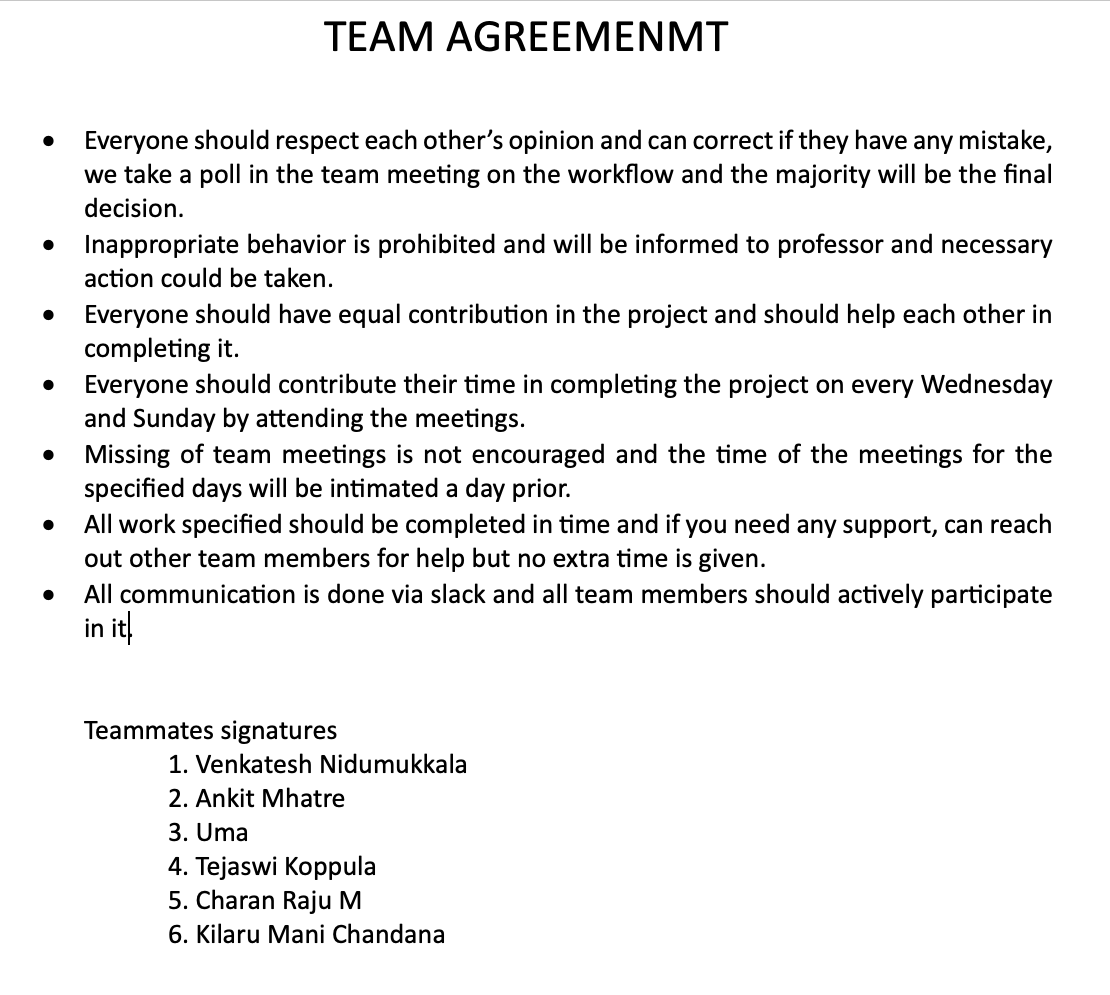 TEAM AGREEMENMT
• Everyone should respect each other’s opinion and can correct if they have any mistake,
we take a poll in the team meeting on the workflow and the majority will be the final
decision.
• Inappropriate behavior is prohibited and will be informed to professor and necessary
action could be taken.
• Everyone should have equal contribution in the project and should help each other in
completing it.
• Everyone should contribute their time in completing the project on every Wednesday
and Sunday by attending the meetings.
• Missing of team meetings is not encouraged and the time of the meetings for the
specified days will be intimated a day prior.
• All work specified should be completed in time and if you need any support, can reach
out other team members for help but no extra time is given.
• All communication is done via slack and all team members should actively participate
in it.
Teammates signatures
1. Venkatesh Nidumukkala
2. Ankit Mhatre
3. Uma
4. Tejaswi Koppula
5. Charan Raju M
6. Kilaru Mani Chandana